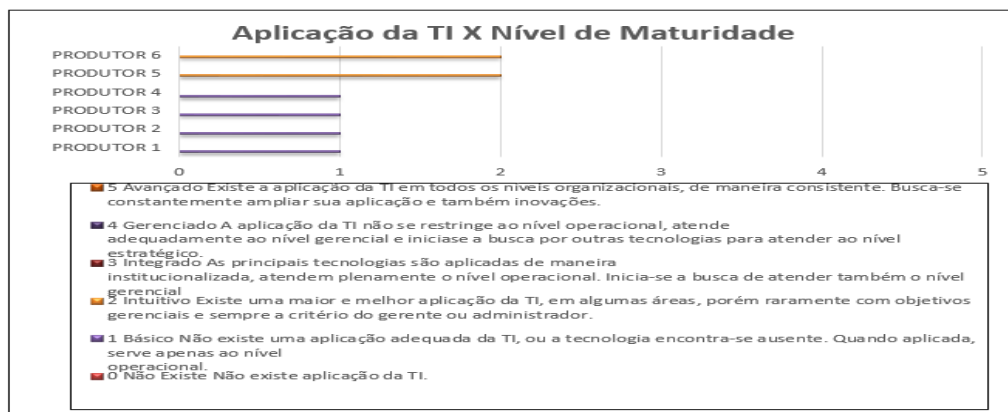 Aplicação da TI X Nível de Maturidade
PRODUTOR 6
PRODUTOR 5
PRODUTOR 4
PRODUTOR 3
PRODUTOR 2
PRODUTOR 1
0 1 2 3 4 5
5 Avançado Existe a aplicação da TI em todos os níveis organizacionais, de maneira consistente. Busca-se
constantemente ampliar sua aplicação e também inovações.
4 Gerenciado A aplicação da TI não se restringe ao nível operacional, atende
adequadamente ao nível gerencial e iniciase a busca por outras tecnologias para atender ao nível
estratégico.
3 Integrado As principais tecnologias são aplicadas de maneira
institucionalizada, atendem plenamente o nível operacional. Inicia-se a busca de atender também o nível
gerencial
2 Intuitivo Existe uma maior e melhor aplicação da TI, em algumas áreas, porém raramente com objetivos
gerenciais e sempre a critério do gerente ou administrador.
1 Básico Não existe uma aplicação adequada da TI, ou a tecnologia encontra-se ausente. Quando aplicada,
serve apenas ao nível
operacional.
0 Não Existe Não existe aplicação da TI.